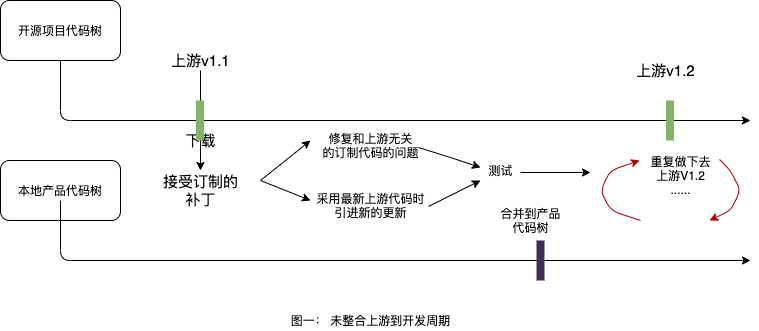 开源项目代码树
上游v1.1
上游v1.2
下载
修复和上游无关
的订制代码的问题
测试
重复做下去
上游V1.2
......
本地产品代码树
接受订制的
补丁
采用最新上游代码时
引进新的更新
合并到产品
代码树
图一： 未整合上游到开发周期